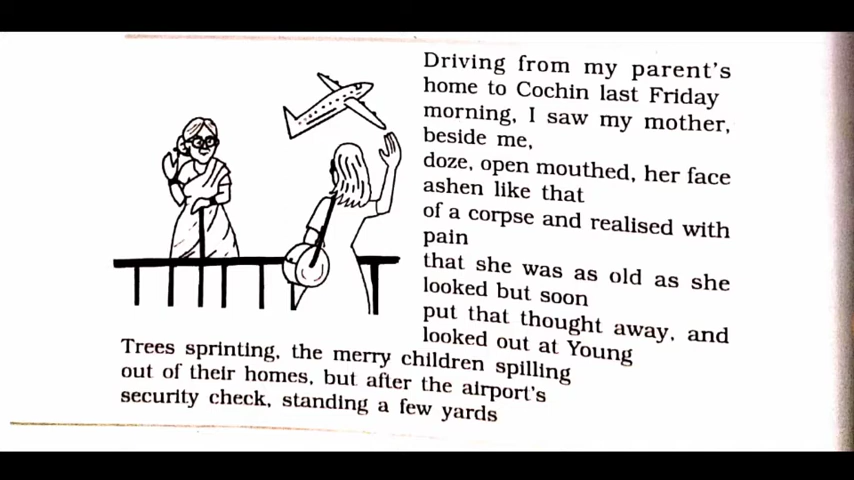 Driving from my parent's
home to Cochin last Friday
morning, I saw my mother,
beside me,
doze, open mouthed, her face
ashen like that
of a corpse and realised with
pain
that she was as old as she
looked but soon
put that thought away, and
looked out at Young
Trees sprinting, the merry children spilling
out of their homes, but after the airport's
security check, standing a few yards